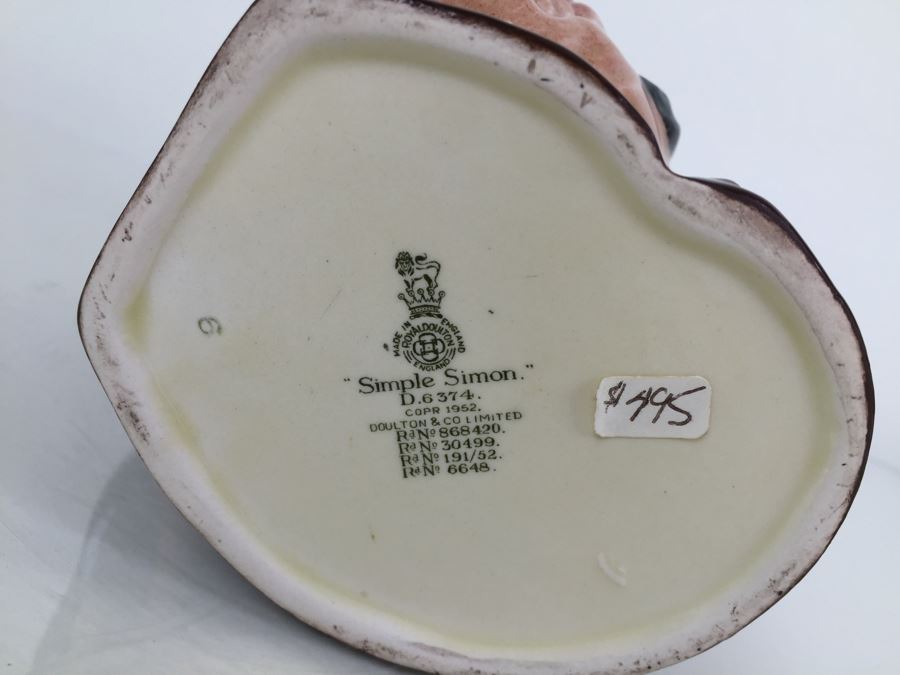 MADE IN ENGLAND
ROYAL DOULTON
ENGLAND
"Simple Simon."
D.6374.
COPR 1952.
DOULTON & CO LIMITED
Rd No 868420.
Rd No 30499.
Rd No 191/52.
Rd No 6648.
$495
6